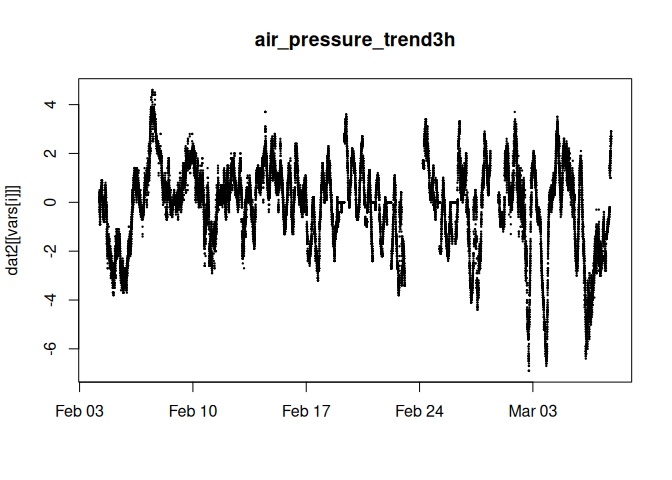 air_pressure_trend3h
dat2[[vars[i]]]
4
2
0
-2
-4
-6
Feb 03
Feb 10
Feb 17
Feb 24
Mar 03